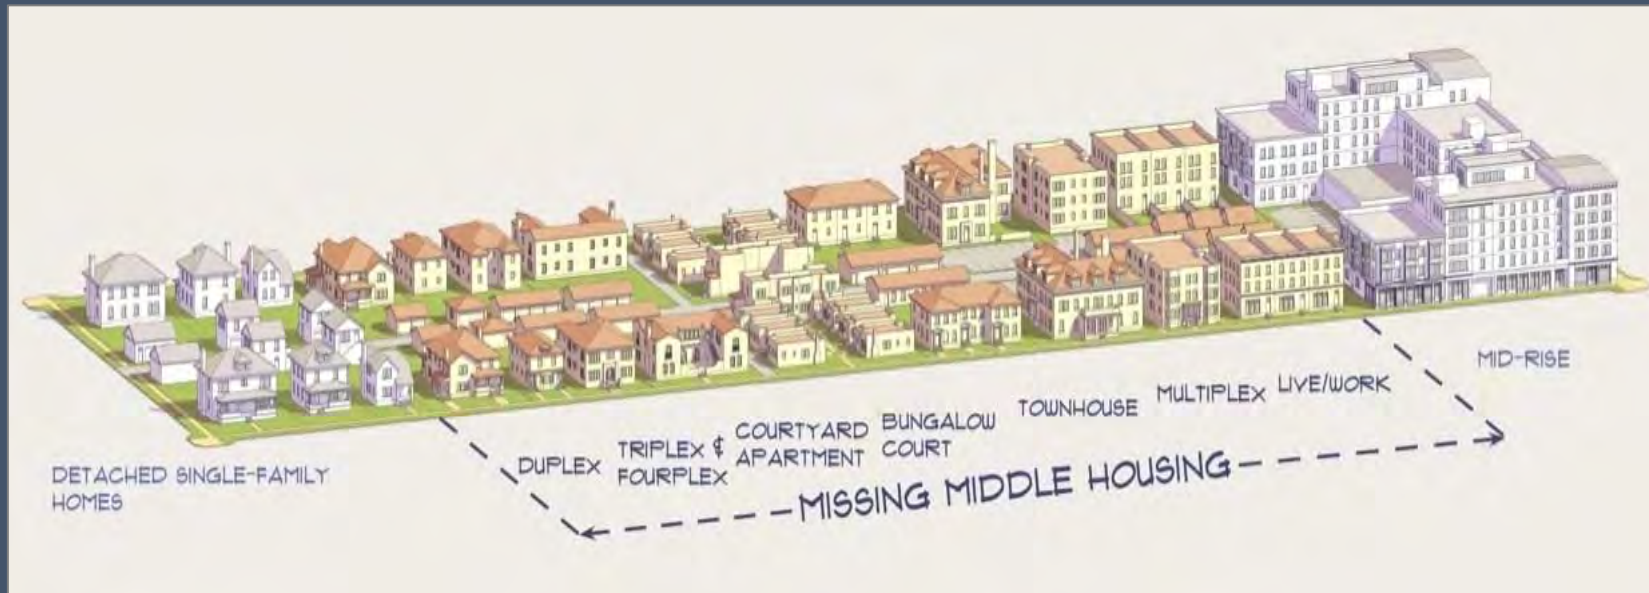 DETACHED SINGLE-FAMILY
HOMES
DUPLEX
TRIPLEX &
FOURPLEX
COURTYARD
APARTMENT
BUNGALOW
COURT
TOWNHOUSE
MULTIPLEX
LIVE/WORK
MID-RISE
MISSING MIDDLE HOUSING